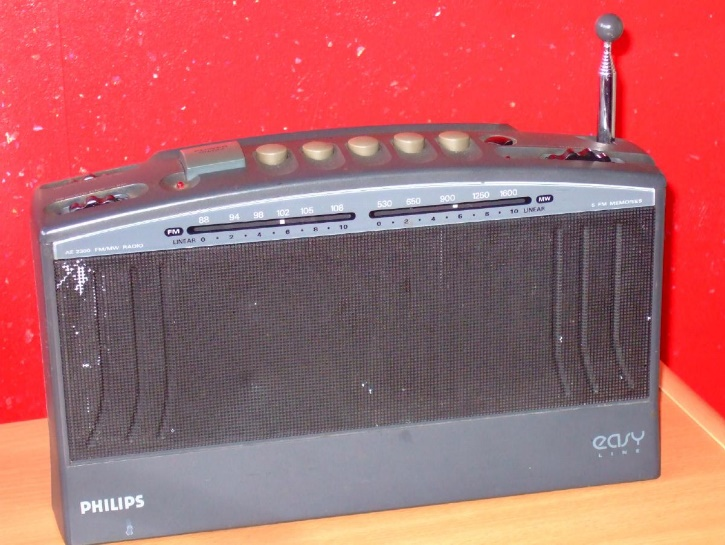 88 94 98 102 105 108
FM
LINEAR 0 · 2 · 4 · 6 · 8 · 10
530 650 900 1250 1600
MW
0 · 2 · 4 · 6 · 8 · 10 LINEAR
FM/MW RADIO
5 FM MEMORIES
easy
LINE
PHILIPS